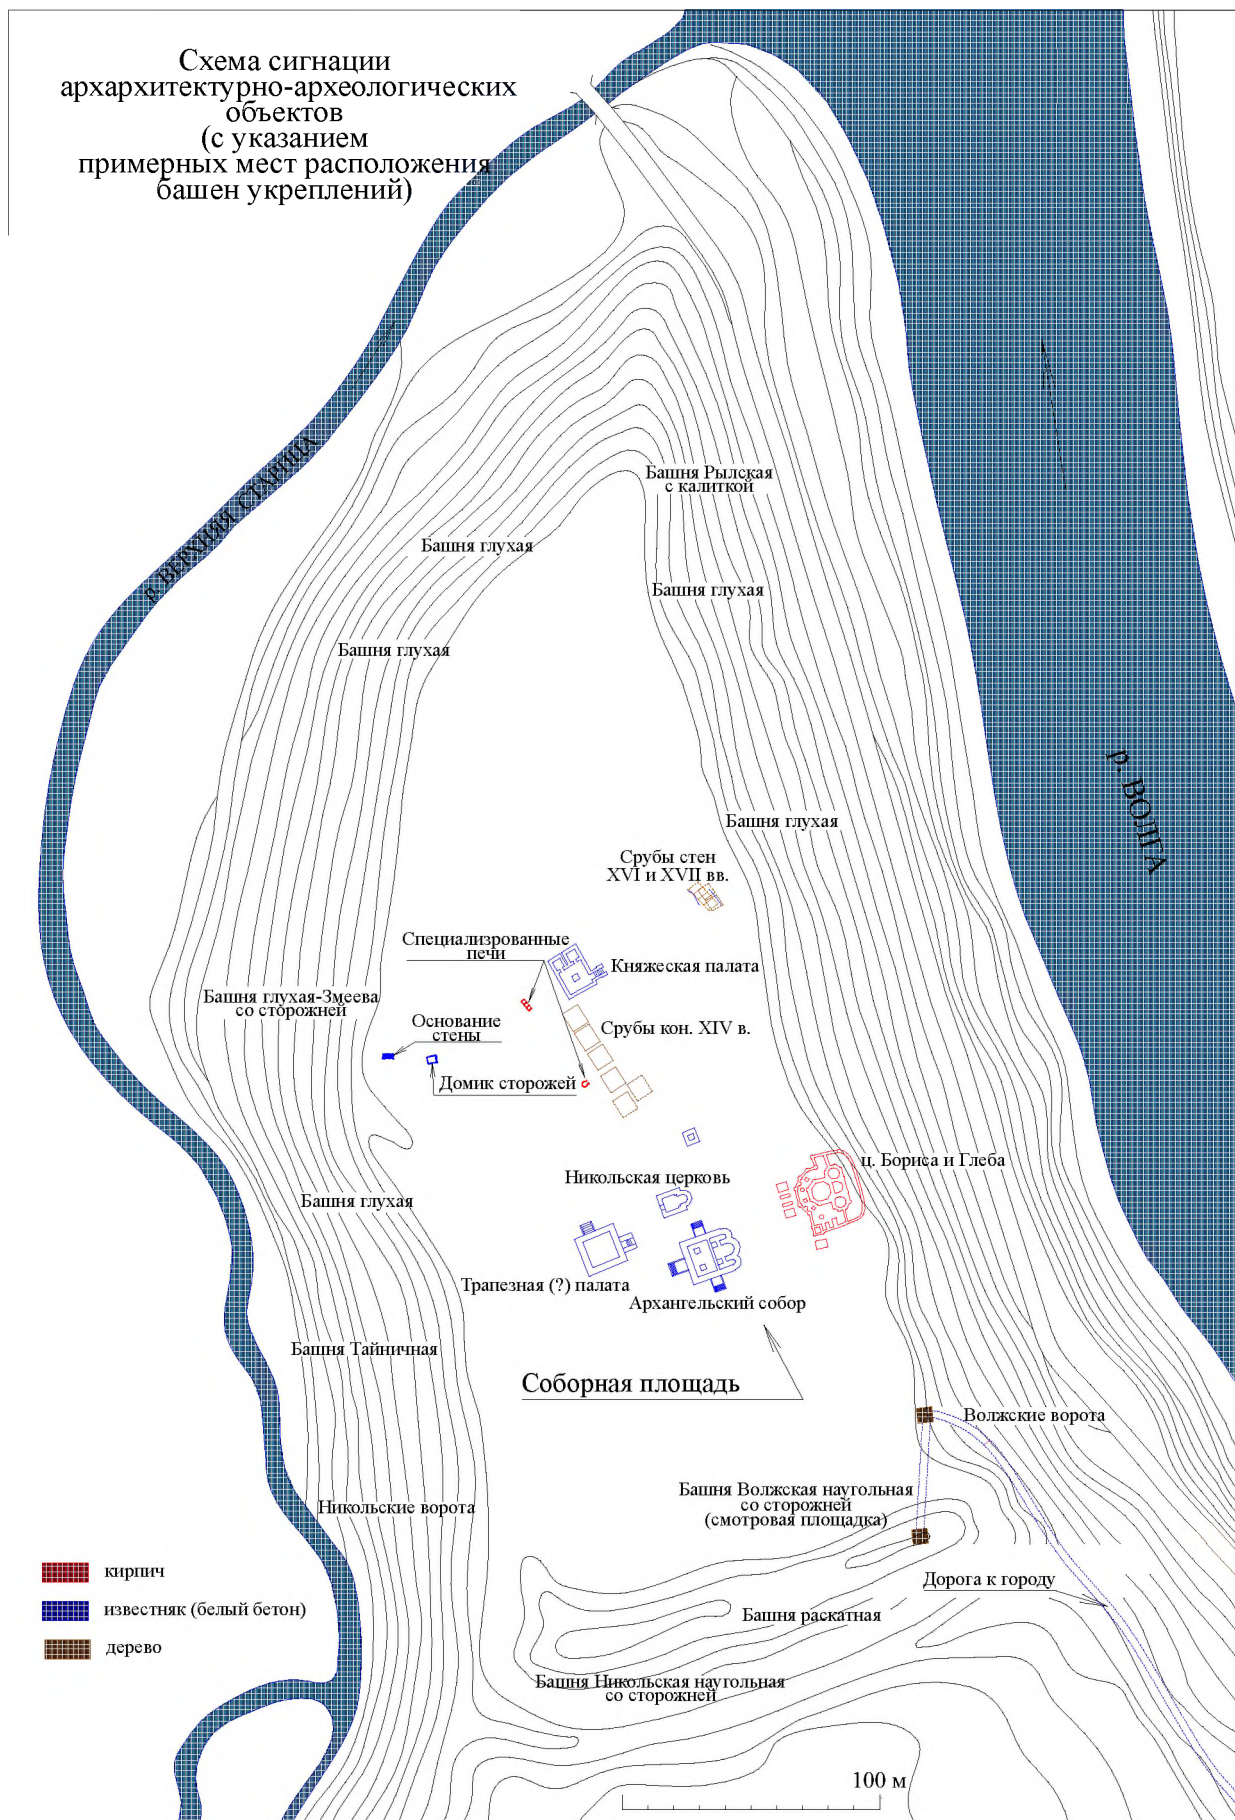 Схема сигнации
архархитектурно-археологических
объектов
(с указанием
примерных мест расположения
башен укреплений)
р. ВЕРХНЯЯ СТАРИЦА
Башня Рылская
с калиткой
Башня глухая
Башня глухая
Башня глухая
р. ВОЛГА
Башня глухая
Срубы стен
XVI и XVII вв.
Специализрованные
печи
Княжеская палата
Башня глухая-Змеева
со сторожней
Основание
стены
Срубы кон. XIV в.
Домик сторожей
ц. Бориса и Глеба
Никольская церковь
Башня глухая
Трапезная (?) палата
Архангельский собор
Башня Тайничная
Соборная площадь
Волжские ворота
Башня Волжская наугольная
со сторожней
(смотровая площадка)
Никольские ворота
кирпич
Дорога к городу
известняк (белый бетон)
Башня раскатная
дерево
Башня Никольская наугольная
со сторожней
100 м